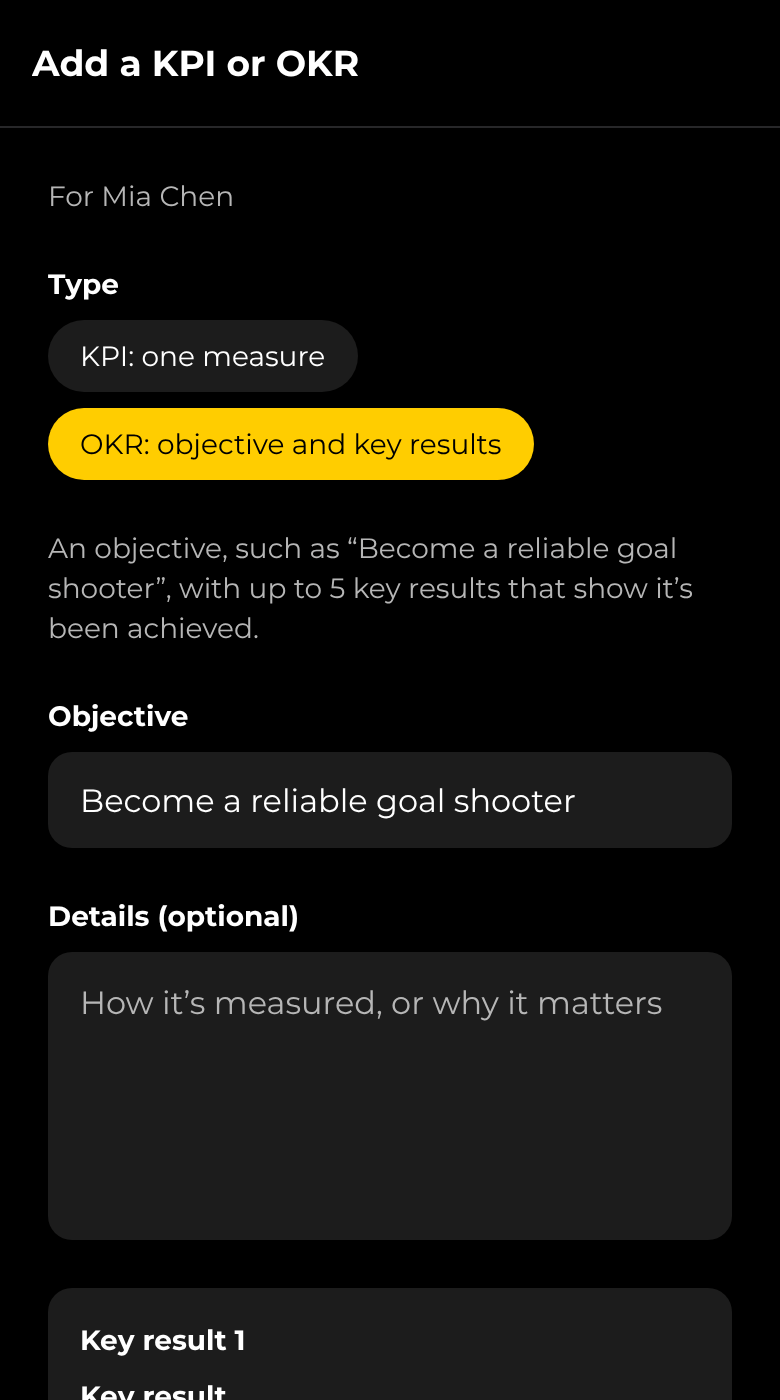 Add a KPI or OKR
For Mia Chen
Type
KPI: one measure
OKR: objective and key results
An objective, such as “Become a reliable goal
shooter”, with up to 5 key results that show it’s
been achieved.
Objective
Become a reliable goal shooter
Details (optional)
How it’s measured, or why it matters
Key result 1
Key result